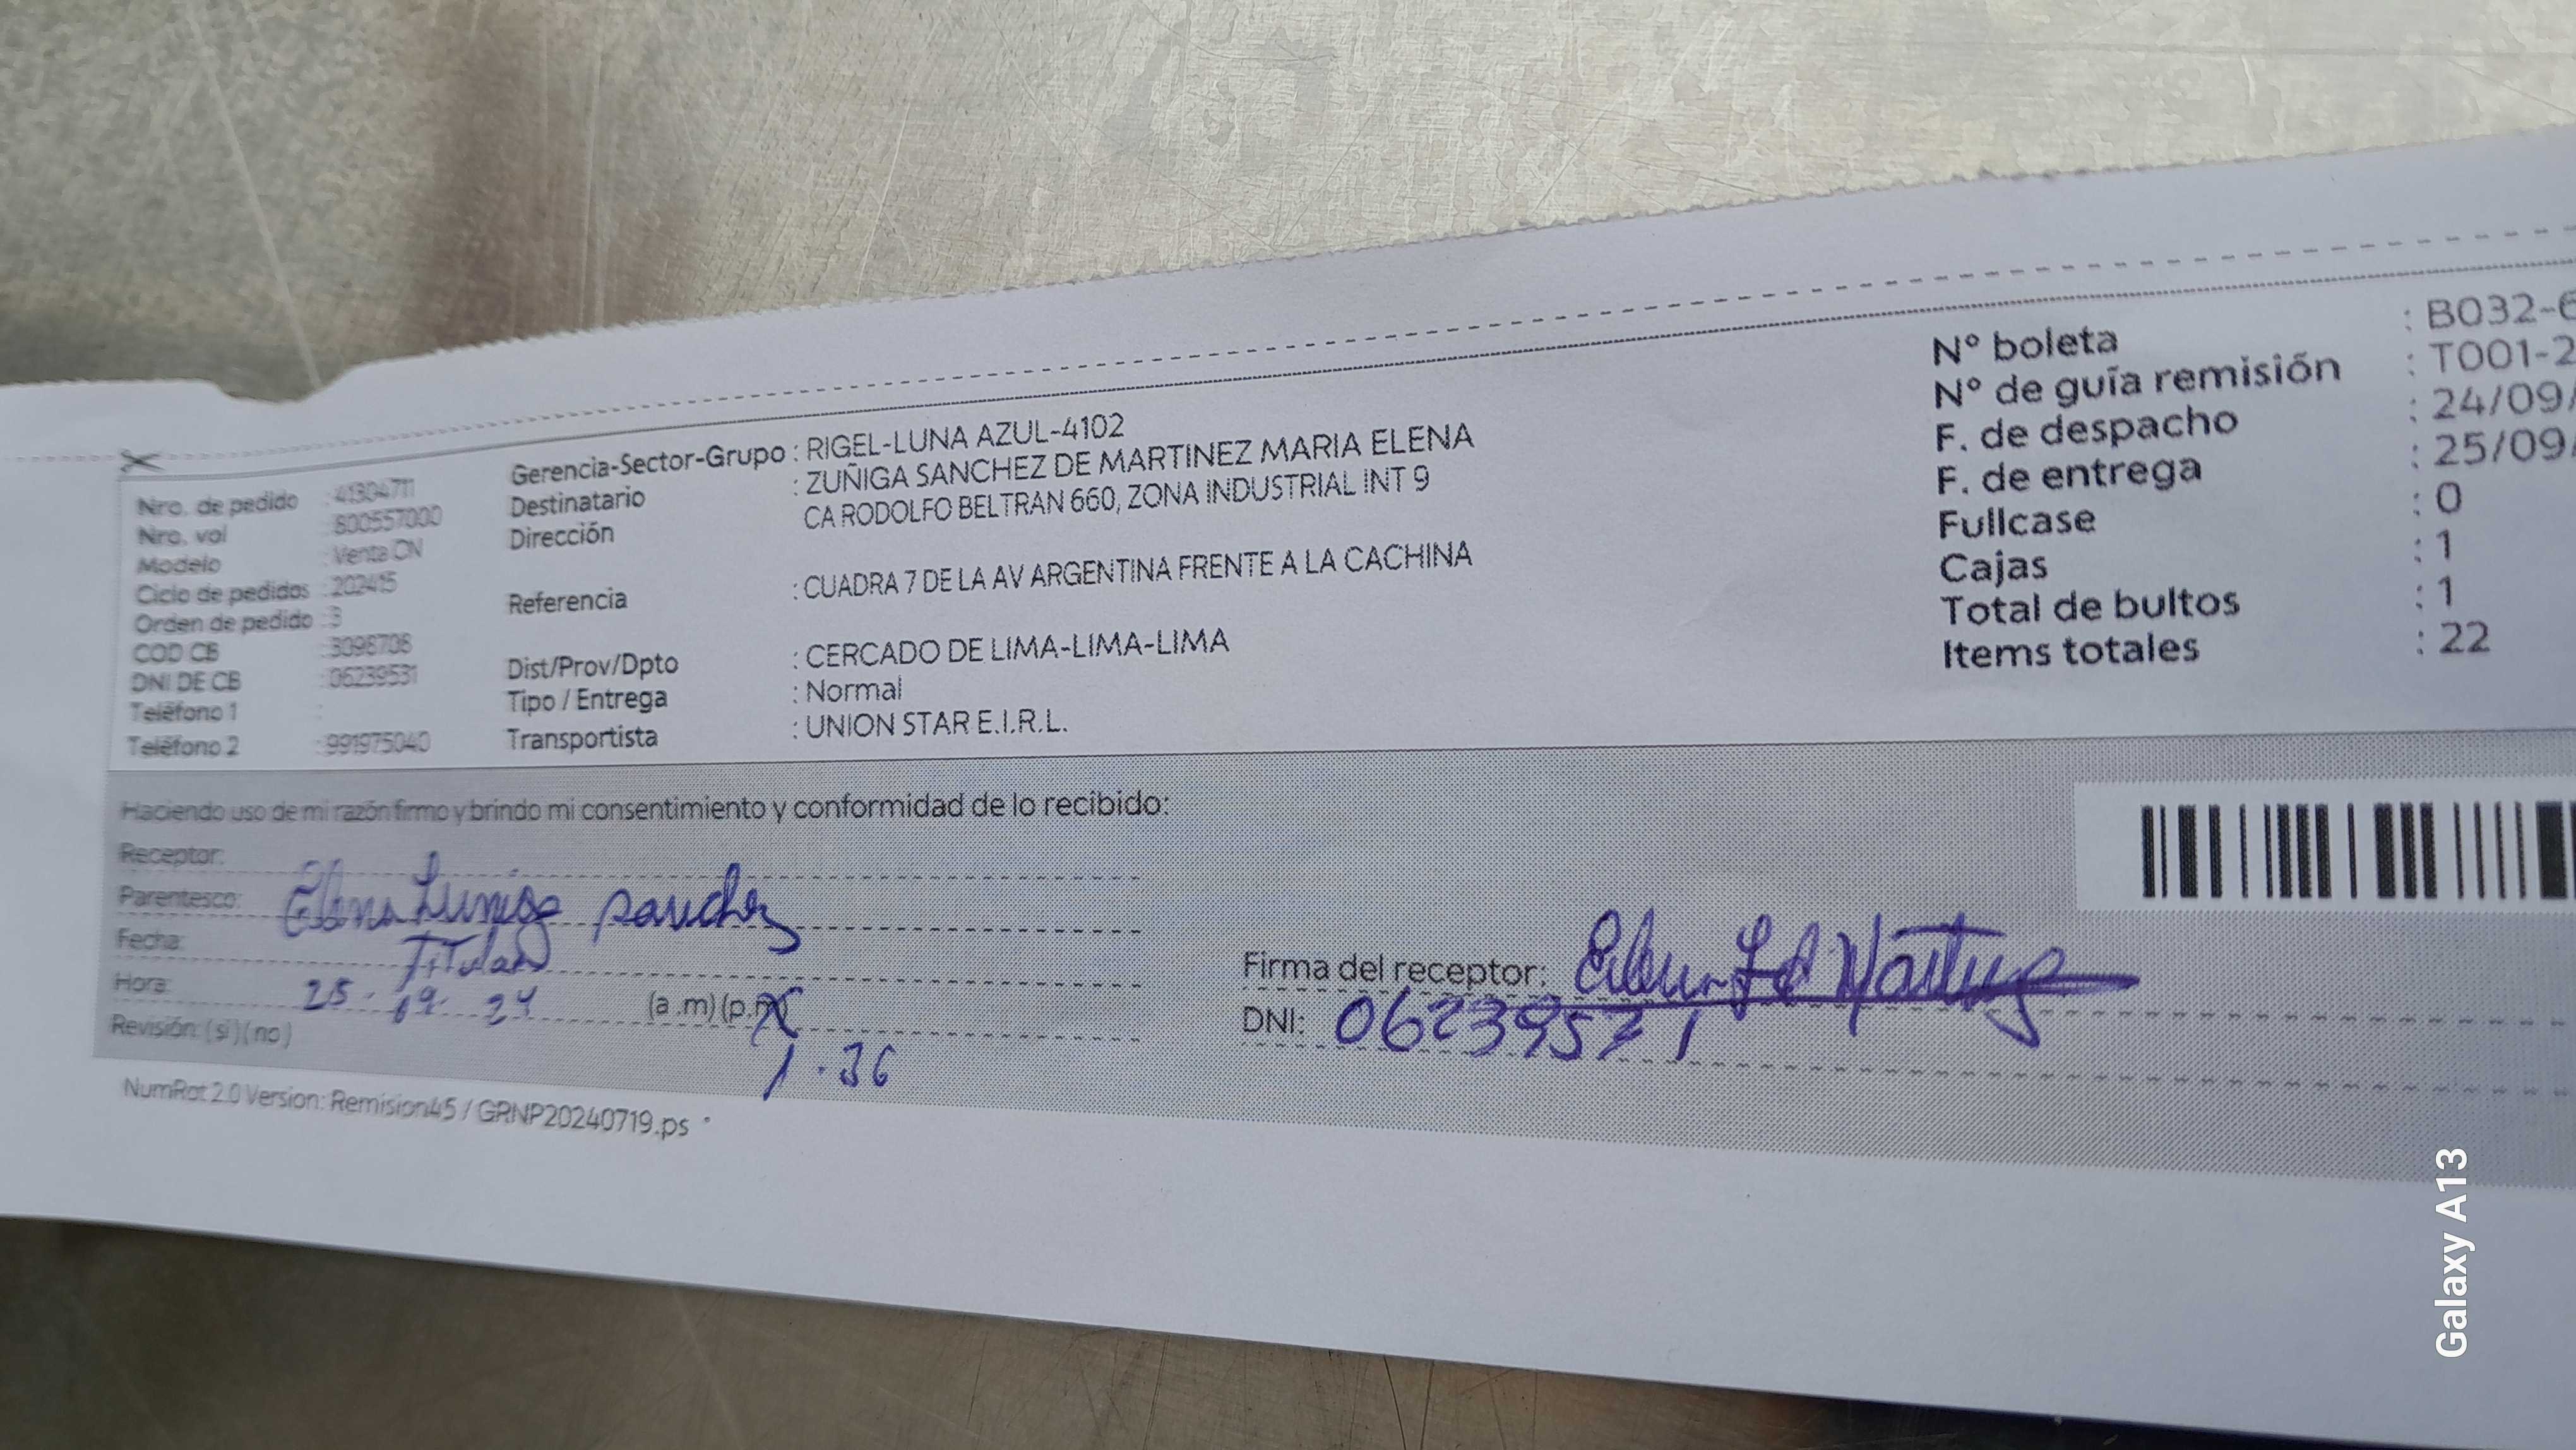 Nro. de pedido : 41304711
Nro. vol : 800557000
Modelo : Venta CN
Ciclo de pedidos : 202415
Orden de pedido : 3
COD CB : 3098708
DNI DE CB : 06239531
Teléfono 1 :
Teléfono 2 : 991975040
Gerencia-Sector-Grupo : RIGEL-LUNA AZUL-4102
Destinatario : ZUÑIGA SANCHEZ DE MARTINEZ MARIA ELENA
Dirección CA RODOLFO BELTRAN 660, ZONA INDUSTRIAL INT 9
Referencia : CUADRA 7 DE LA AV ARGENTINA FRENTE A LA CACHINA
Dist/Prov/Dpto : CERCADO DE LIMA-LIMA-LIMA
Tipo / Entrega : Normal
Transportista : UNION STAR E.I.R.L.
N° boleta : B032-6
N° de guía remisión : T001-2
F. de despacho : 24/09/
F. de entrega : 25/09/
Fullcase : 0
Cajas : 1
Total de bultos : 1
Items totales : 22
Haciendo uso de mi razón firmo y brindo mi consentimiento y conformidad de lo recibido:
Receptor:
Parentesco: Elena Zuniga Sanchez
Fecha: Titular
Hora: 25.09.24 (a.m)(p.m)
Revisión: (si)(no) 1.36
Firma del receptor:
DNI: 06239531
NumRot 2.0 Version: Remision45 / GRNP20240719.ps
Galaxy A13